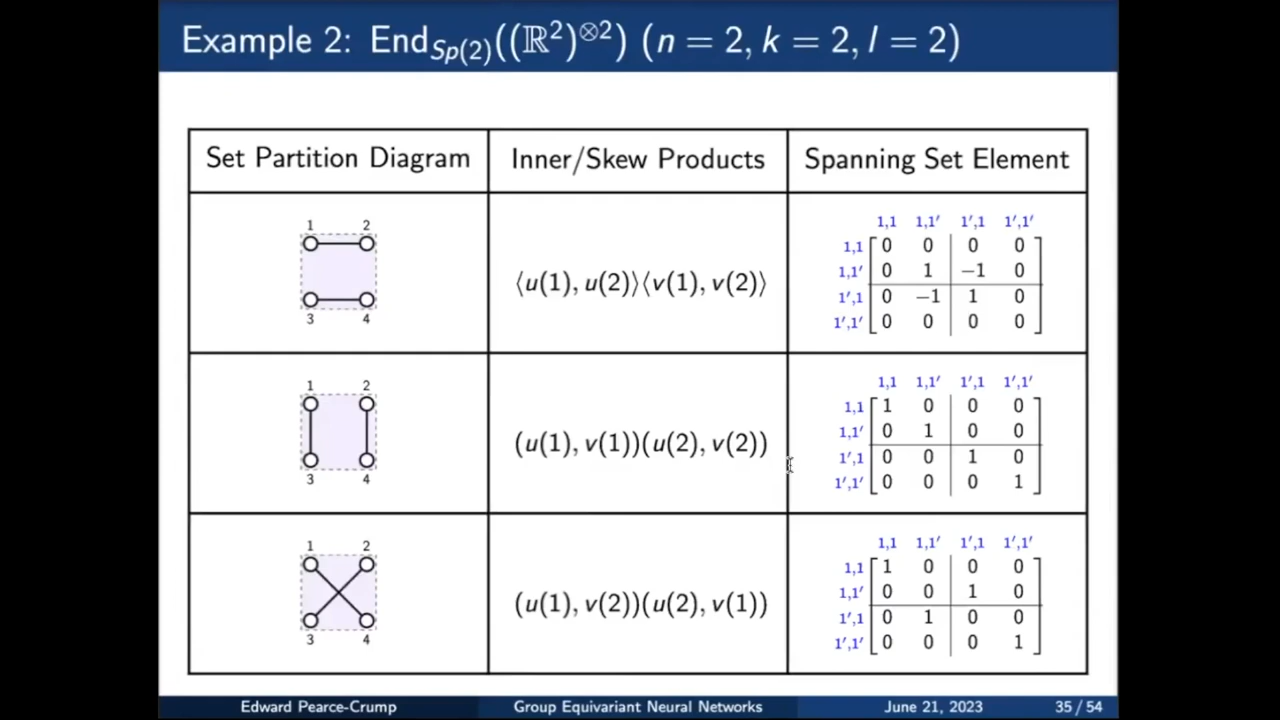 Example 2: End_{Sp(2)}((ℝ²)^{⊗2}) (n = 2, k = 2, l = 2)
Set Partition Diagram Inner/Skew Products Spanning Set Element
1 2
3 4
⟨u(1), u(2)⟩⟨v(1), v(2)⟩
1,1 1,1′ 1′,1 1′,1′
1,1 0 0 0 0
1,1′ 0 1 −1 0
1′,1 0 −1 1 0
1′,1′ 0 0 0 0
1 2
3 4
(u(1), v(1))(u(2), v(2))
1,1 1,1′ 1′,1 1′,1′
1,1 1 0 0 0
1,1′ 0 1 0 0
1′,1 0 0 1 0
1′,1′ 0 0 0 1
1 2
3 4
(u(1), v(2))(u(2), v(1))
1,1 1,1′ 1′,1 1′,1′
1,1 1 0 0 0
1,1′ 0 0 1 0
1′,1 0 1 0 0
1′,1′ 0 0 0 1
Edward Pearce-Crump Group Equivariant Neural Networks June 21, 2023 35 / 54